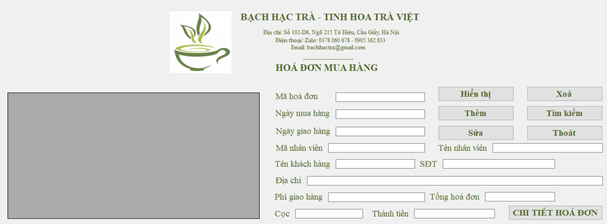 BẠCH HẠC TRÀ - TINH HOA TRÀ VIỆT
Địa chỉ: Số 102-D6, Ngõ 215 Tô Hiệu, Cầu Giấy, Hà Nội
Điện thoại/ Zalo: 0378 060 678 - 0905 362 833
Email: bachhactra@gmail.com
HOÁ ĐƠN MUA HÀNG
Mã hoá đơn Hiển thị Xoá
Ngày mua hàng Thêm Tìm kiếm
Ngày giao hàng Sửa Thoát
Mã nhân viên Tên nhân viên
Tên khách hàng SĐT
Địa chỉ
Phí giao hàng Tổng hoá đơn
Cọc Thành tiền CHI TIẾT HOÁ ĐƠN